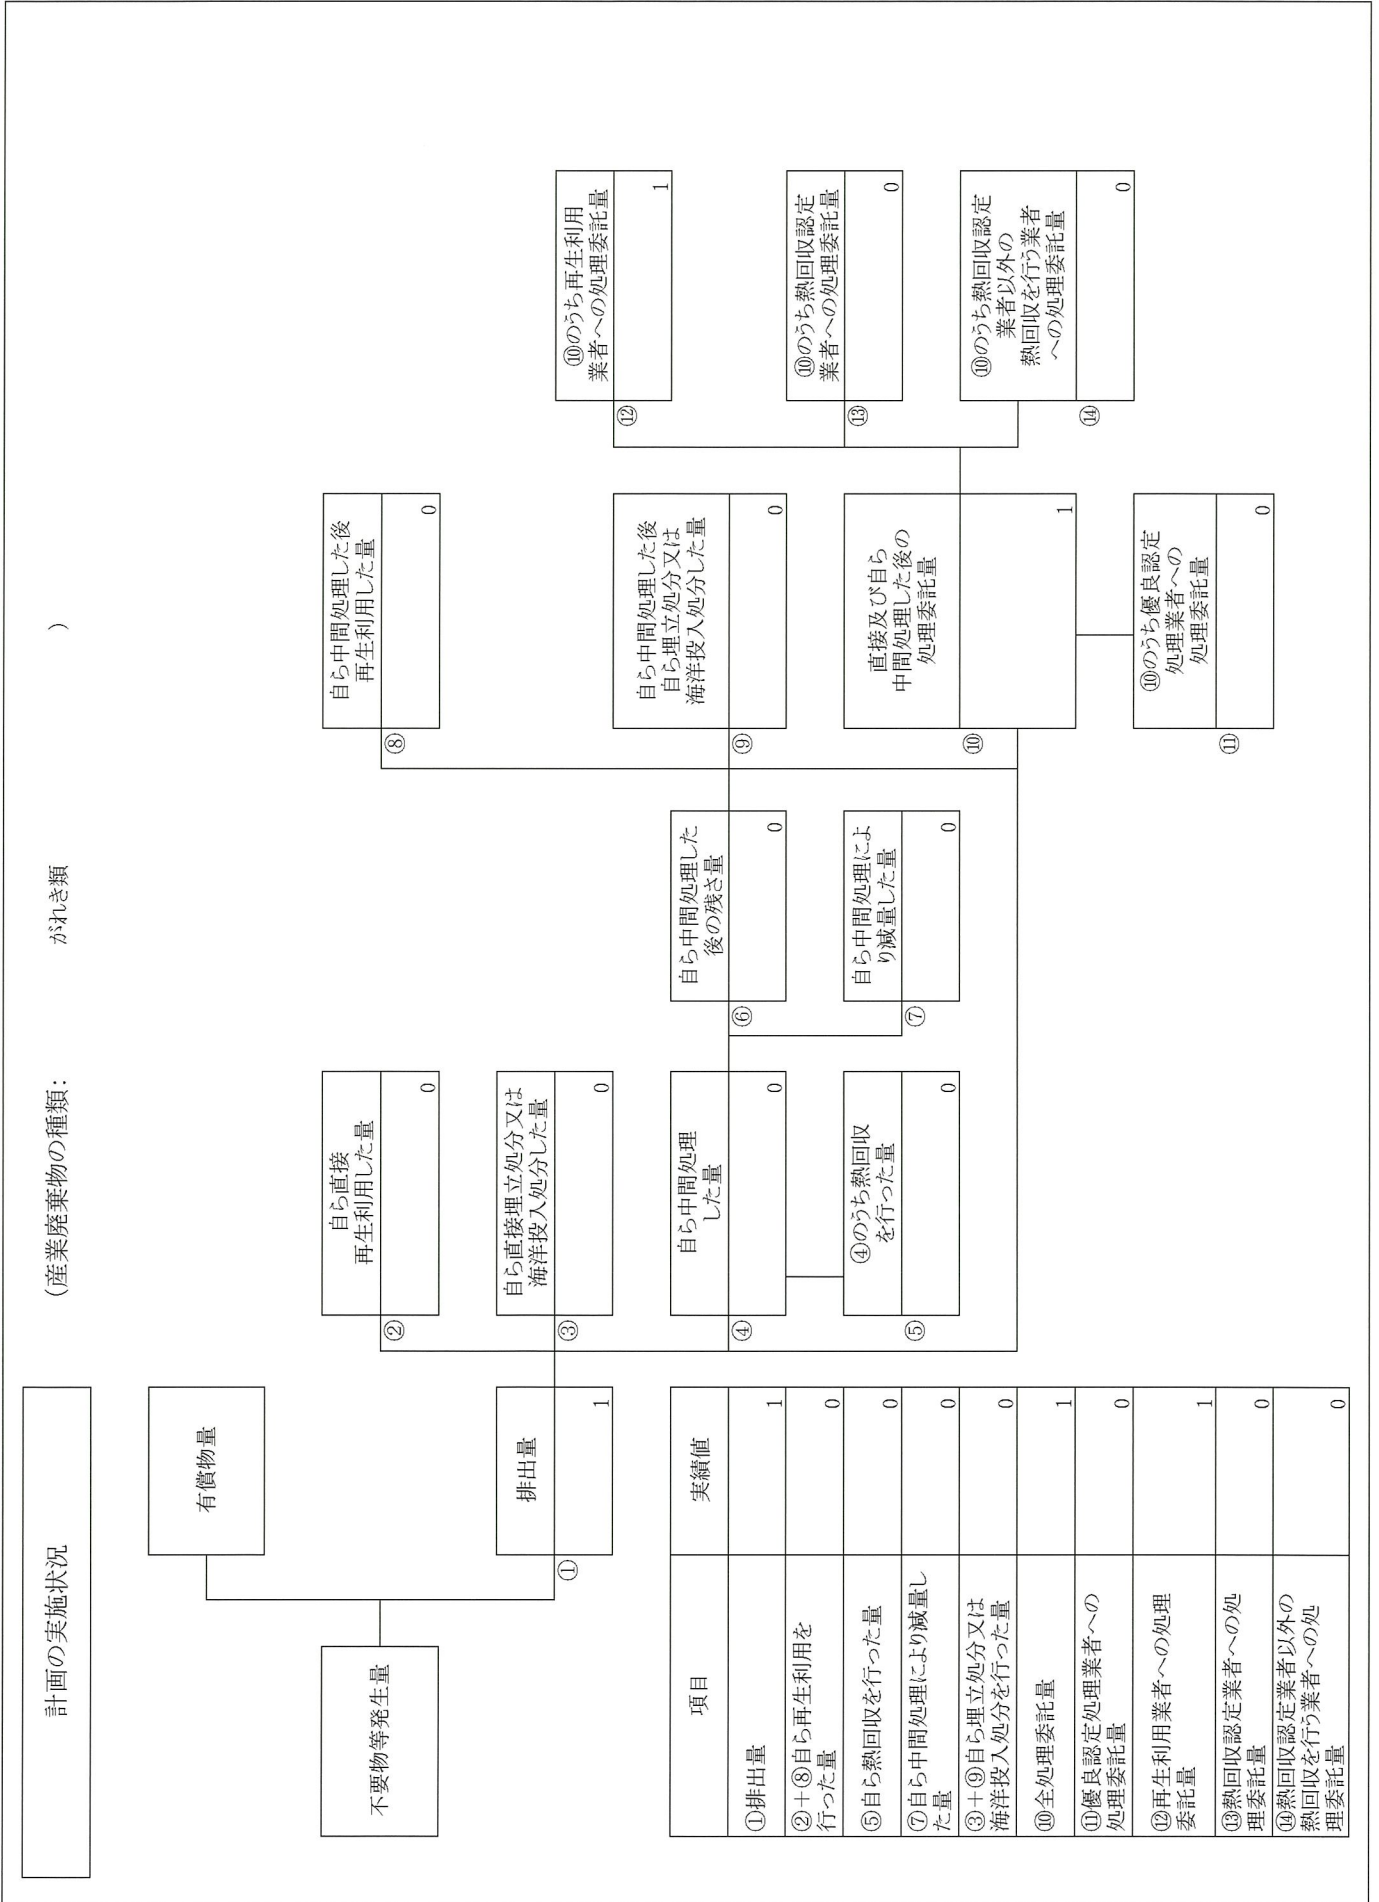 計画の実施状況
(産業廃棄物の種類：　がれき類　)
不要物等発生量
有償物量
①
排出量
1
②
自ら直接
再生利用した量
0
③
自ら直接埋立処分又は
海洋投入処分した量
0
④
自ら中間処理
した量
0
⑤
④のうち熱回収
を行った量
0
⑥
自ら中間処理した
後の残さ量
0
⑦
自ら中間処理によ
り減量した量
0
⑧
自ら中間処理した後
再生利用した量
0
⑨
自ら中間処理した後
自ら埋立処分又は
海洋投入処分した量
0
⑩
直接及び自ら
中間処理した後の
処理委託量
1
⑪
⑩のうち優良認定
処理業者への
処理委託量
0
⑫
⑩のうち再生利用
業者への処理委託量
1
⑬
⑩のうち熱回収認定
業者への処理委託量
0
⑭
⑩のうち熱回収認定
業者以外の
熱回収を行う業者
への処理委託量
0
項目 実績値
①排出量 1
②＋⑧自ら再生利用を
行った量 0
⑤自ら熱回収を行った量 0
⑦自ら中間処理により減量し
た量 0
③＋⑨自ら埋立処分又は
海洋投入処分を行った量 0
⑩全処理委託量 1
⑪優良認定処理業者への
処理委託量 0
⑫再生利用業者への処理
委託量 1
⑬熱回収認定業者への処
理委託量 0
⑭熱回収認定業者以外の
熱回収を行う業者への処
理委託量 0